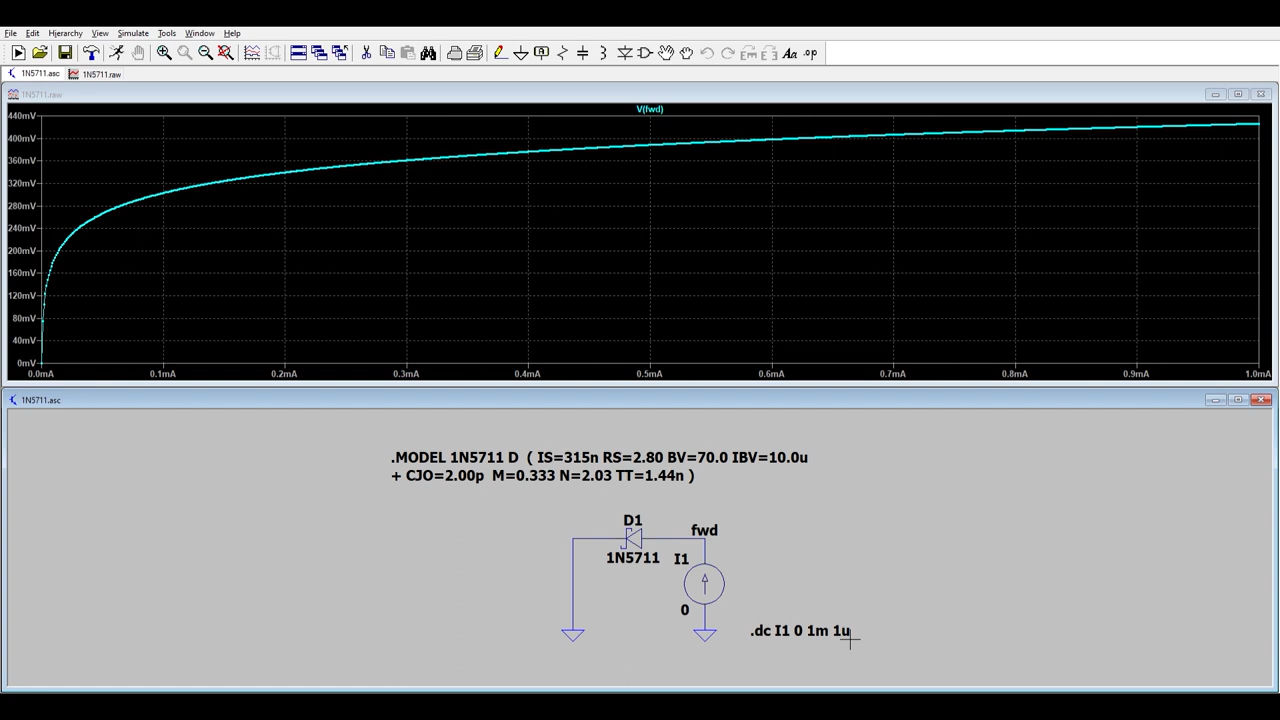 File Edit Hierarchy View Simulate Tools Window Help
1N5711.asc 1N5711.raw
1N5711.raw
V(fwd)
440mV
400mV
360mV
320mV
280mV
240mV
200mV
160mV
120mV
80mV
40mV
0mV
0.0mA 0.1mA 0.2mA 0.3mA 0.4mA 0.5mA 0.6mA 0.7mA 0.8mA 0.9mA 1.0mA
1N5711.asc
.MODEL 1N5711 D ( IS=315n RS=2.80 BV=70.0 IBV=10.0u
+ CJO=2.00p M=0.333 N=2.03 TT=1.44n )
D1
fwd
1N5711
I1
0
.dc I1 0 1m 1u